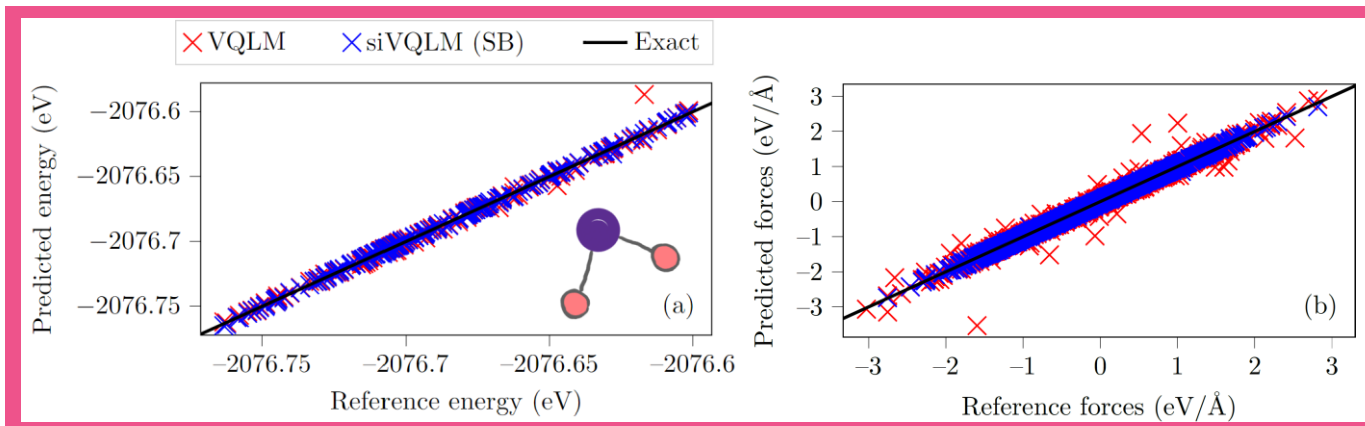 VQLM
siVQLM (SB)
Exact
Predicted energy (eV)
−2076.6
−2076.65
−2076.7
−2076.75
(a)
−2076.75
−2076.7
−2076.65
−2076.6
Reference energy (eV)
Predicted forces (eV/Å)
3
2
1
0
−1
−2
−3
(b)
−3
−2
−1
0
1
2
3
Reference forces (eV/Å)